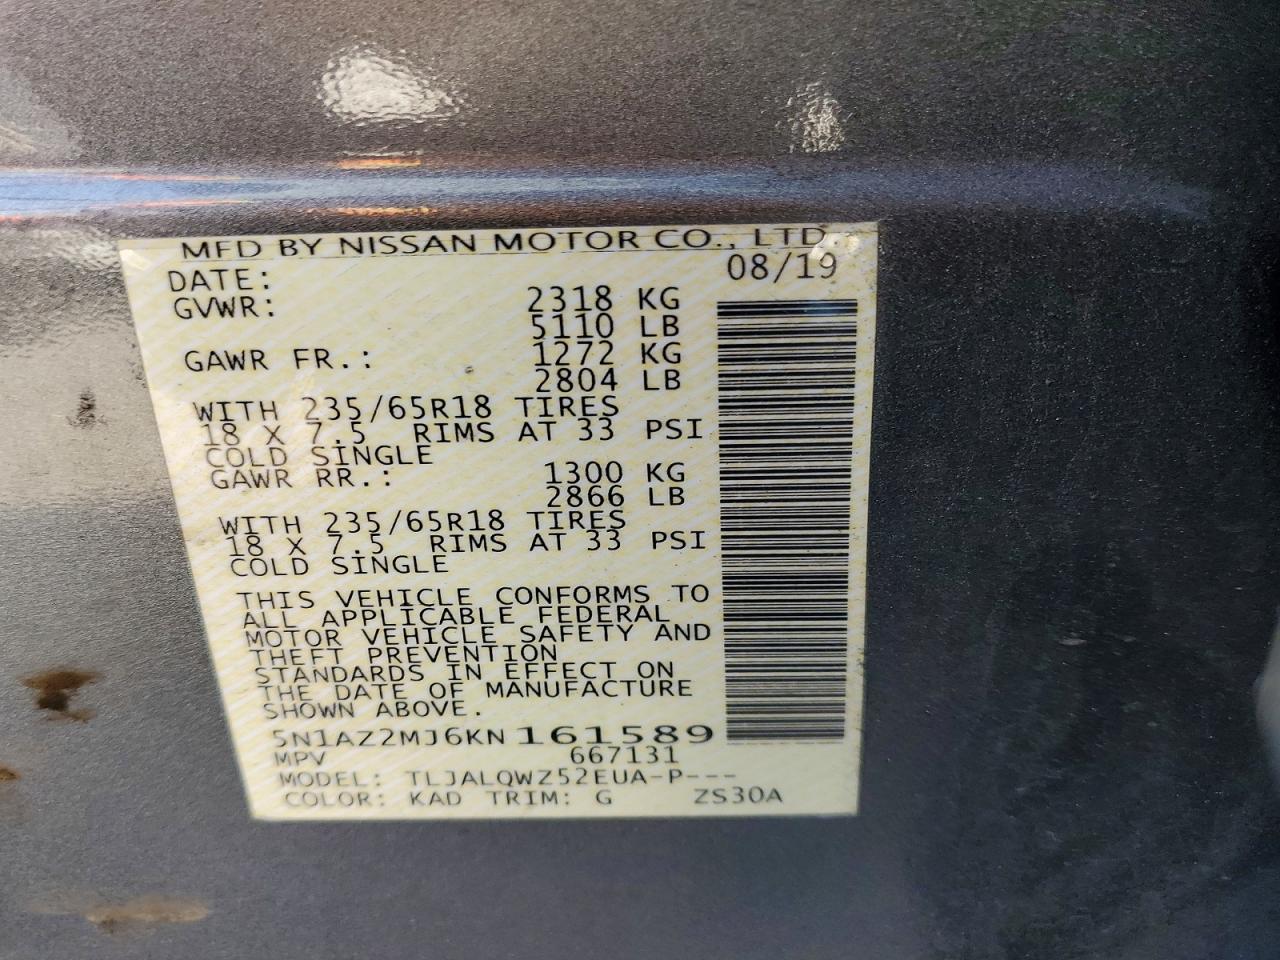 MFD BY NISSAN MOTOR CO., LTD.
DATE: 08/19
GVWR: 2318 KG
5110 LB
GAWR FR.: 1272 KG
2804 LB
WITH 235/65R18 TIRES
18 X 7.5 RIMS AT 33 PSI
COLD SINGLE
GAWR RR.: 1300 KG
2866 LB
WITH 235/65R18 TIRES
18 X 7.5 RIMS AT 33 PSI
COLD SINGLE
THIS VEHICLE CONFORMS TO
ALL APPLICABLE FEDERAL
MOTOR VEHICLE SAFETY AND
THEFT PREVENTION
STANDARDS IN EFFECT ON
THE DATE OF MANUFACTURE
SHOWN ABOVE.
5N1AZ2MJ6KN161589
MPV 667131
MODEL: TLJALQWZ52EUA-P---
COLOR: KAD TRIM: G ZS30A